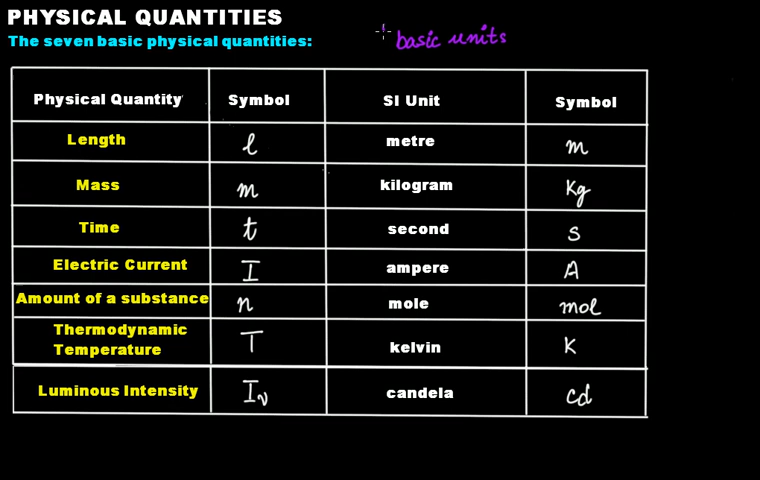 PHYSICAL QUANTITIES
The seven basic physical quantities:
basic units
Physical Quantity Symbol SI Unit Symbol
Length l metre m
Mass m kilogram Kg
Time t second s
Electric Current I ampere A
Amount of a substance n mole mol
Thermodynamic
Temperature T kelvin K
Luminous Intensity Iν candela cd